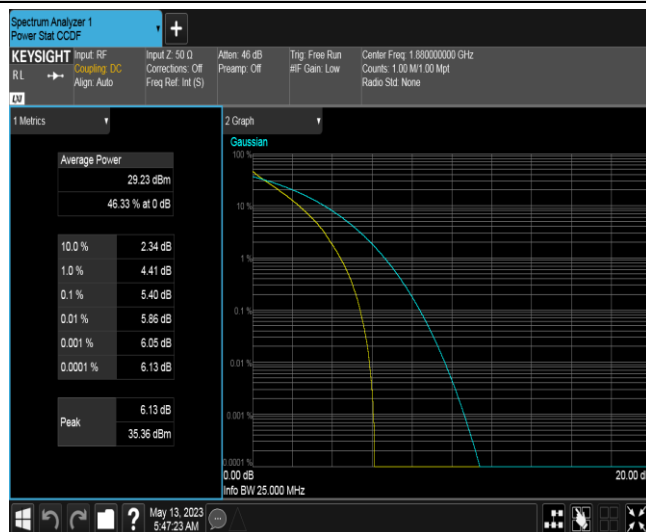 Spectrum Analyzer 1
Power Stat CCDF
+
KEYSIGHT Input: RF Input Z: 50 Ω Atten: 46 dB Trig: Free Run Center Freq: 1.880000000 GHz
RL Coupling: DC Corrections: Off Preamp: Off #IF Gain: Low Counts: 1.00 M/1.00 Mpt
Align: Auto Freq Ref: Int (S) Radio Std: None
LXI
1 Metrics
Average Power
29.23 dBm
46.33 % at 0 dB
10.0 % 2.34 dB
1.0 % 4.41 dB
0.1 % 5.40 dB
0.01 % 5.86 dB
0.001 % 6.05 dB
0.0001 % 6.13 dB
Peak 6.13 dB
35.36 dBm
2 Graph
Gaussian
100 %
10 %
1 %
0.1 %
0.01 %
0.001 %
0.0001 %
0.00 dB 20.00 d
Info BW 25.000 MHz
? May 13, 2023
5:47:23 AM